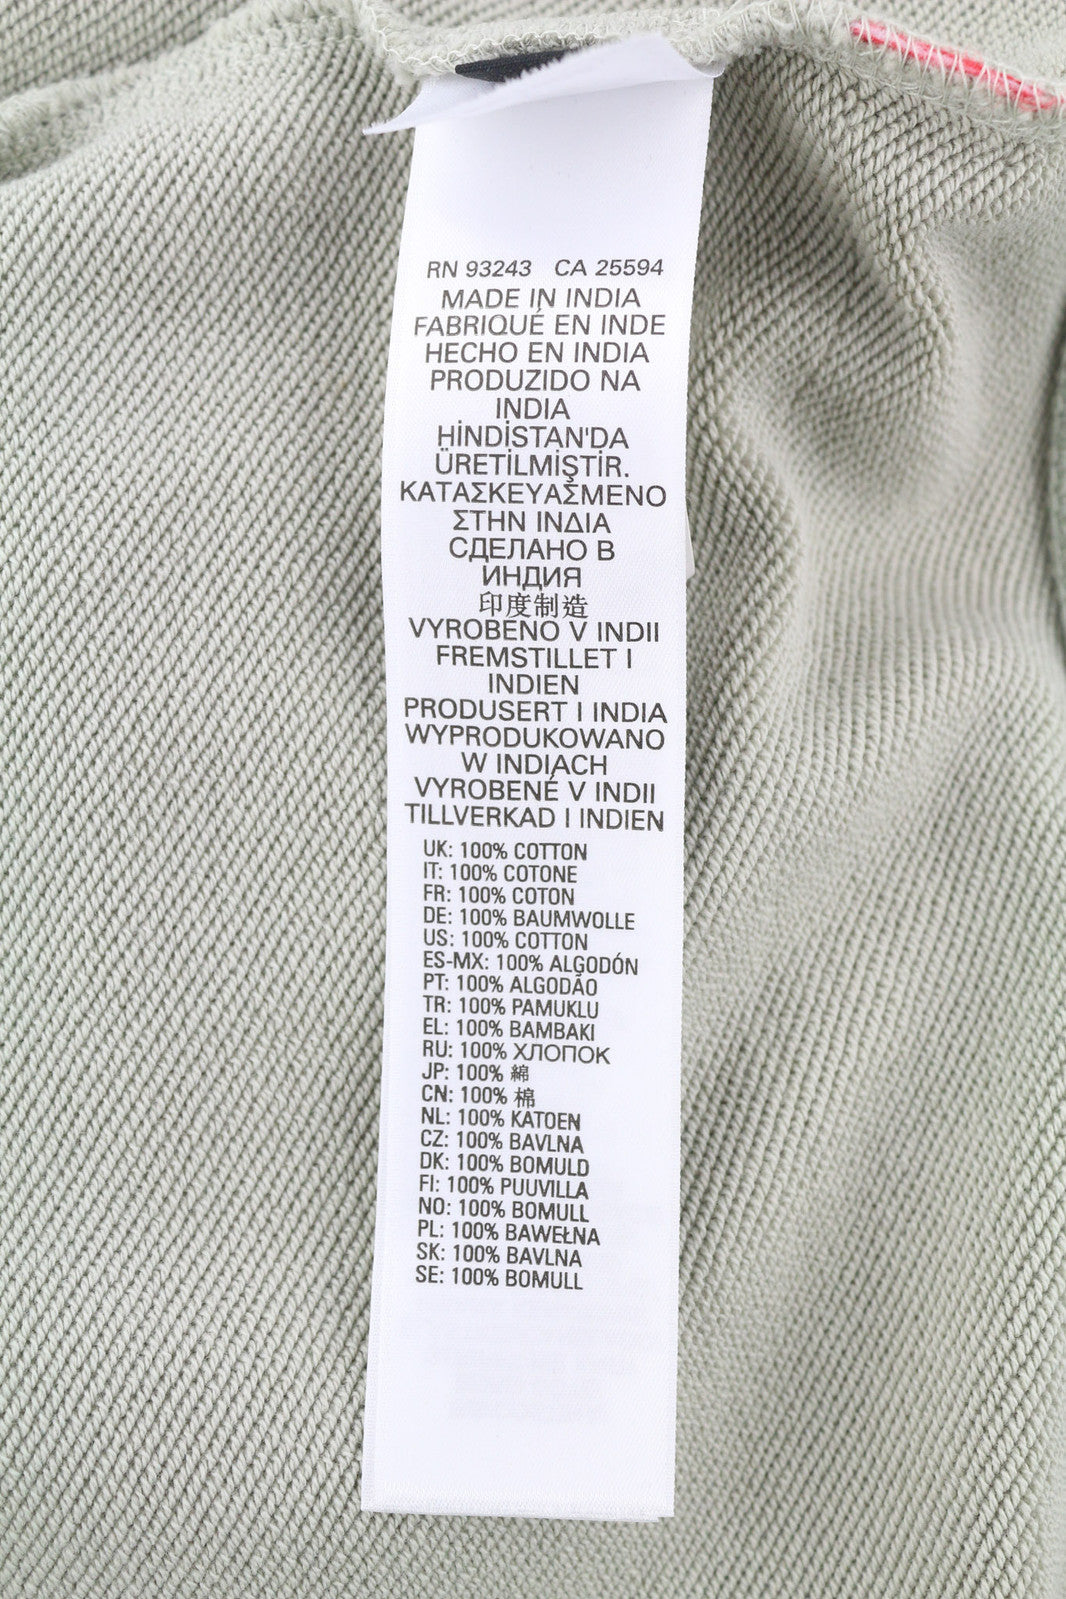 RN 93243 CA 25594
MADE IN INDIA
FABRIQUÉ EN INDE
HECHO EN INDIA
PRODUZIDO NA
INDIA
HİNDİSTAN'DA
ÜRETİLMİŞTİR.
ΚΑΤΑΣΚΕΥΑΣΜΕΝΟ
ΣΤΗΝ ΙΝΔΙΑ
СДЕЛАНО В
ИНДИЯ
印度制造
VYROBENO V INDII
FREMSTILLET I
INDIEN
PRODUSERT I INDIA
WYPRODUKOWANO
W INDIACH
VYROBENÉ V INDII
TILLVERKAD I INDIEN
UK: 100% COTTON
IT: 100% COTONE
FR: 100% COTON
DE: 100% BAUMWOLLE
US: 100% COTTON
ES-MX: 100% ALGODÓN
PT: 100% ALGODÃO
TR: 100% PAMUKLU
EL: 100% BAMBAKI
RU: 100% ХЛОПОК
JP: 100% 綿
CN: 100% 棉
NL: 100% KATOEN
CZ: 100% BAVLNA
DK: 100% BOMULD
FI: 100% PUUVILLA
NO: 100% BOMULL
PL: 100% BAWEŁNA
SK: 100% BAVLNA
SE: 100% BOMULL